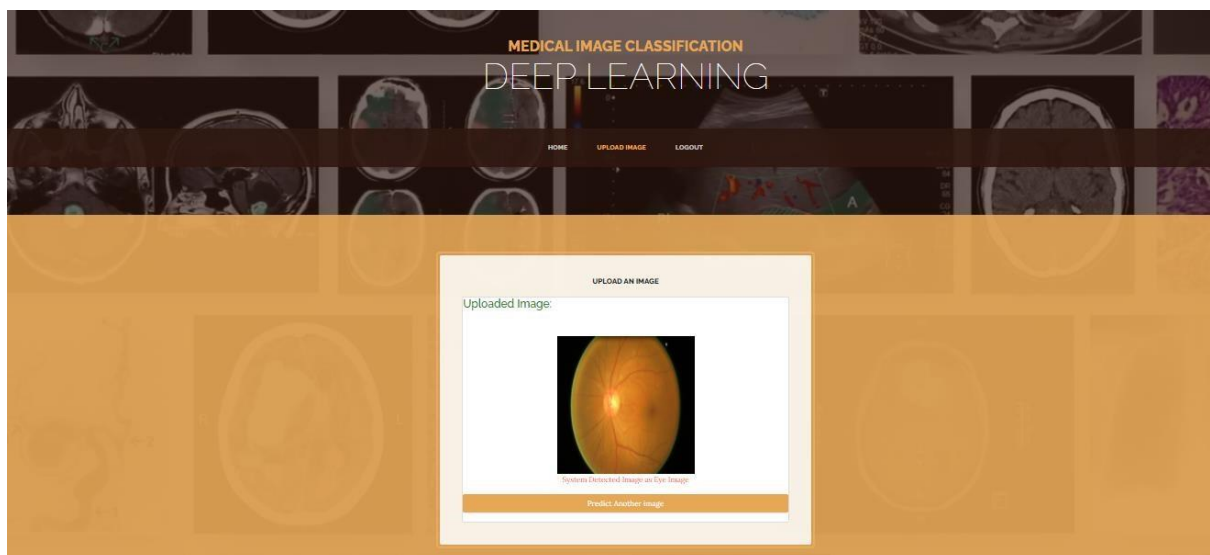 MEDICAL IMAGE CLASSIFICATION
DEEP LEARNING
HOME UPLOAD IMAGE LOGOUT
A
UPLOAD AN IMAGE
Uploaded Image:
System Detected Image as Eye Image
Predict Another Image